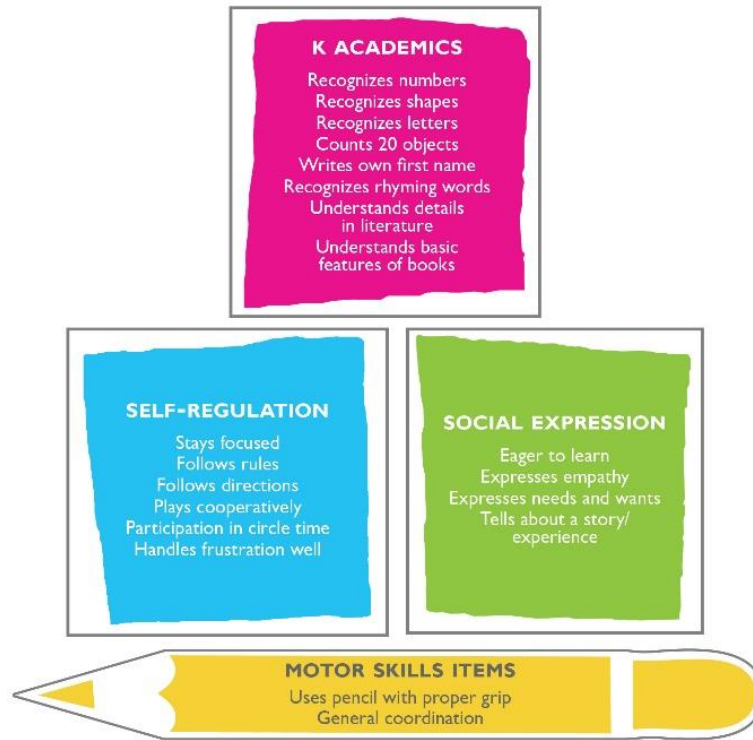 K ACADEMICS
Recognizes numbers
Recognizes shapes
Recognizes letters
Counts 20 objects
Writes own first name
Recognizes rhyming words
Understands details
in literature
Understands basic
features of books
SELF-REGULATION
Stays focused
Follows rules
Follows directions
Plays cooperatively
Participation in circle time
Handles frustration well
SOCIAL EXPRESSION
Eager to learn
Expresses empathy
Expresses needs and wants
Tells about a story/
experience
MOTOR SKILLS ITEMS
Uses pencil with proper grip
General coordination